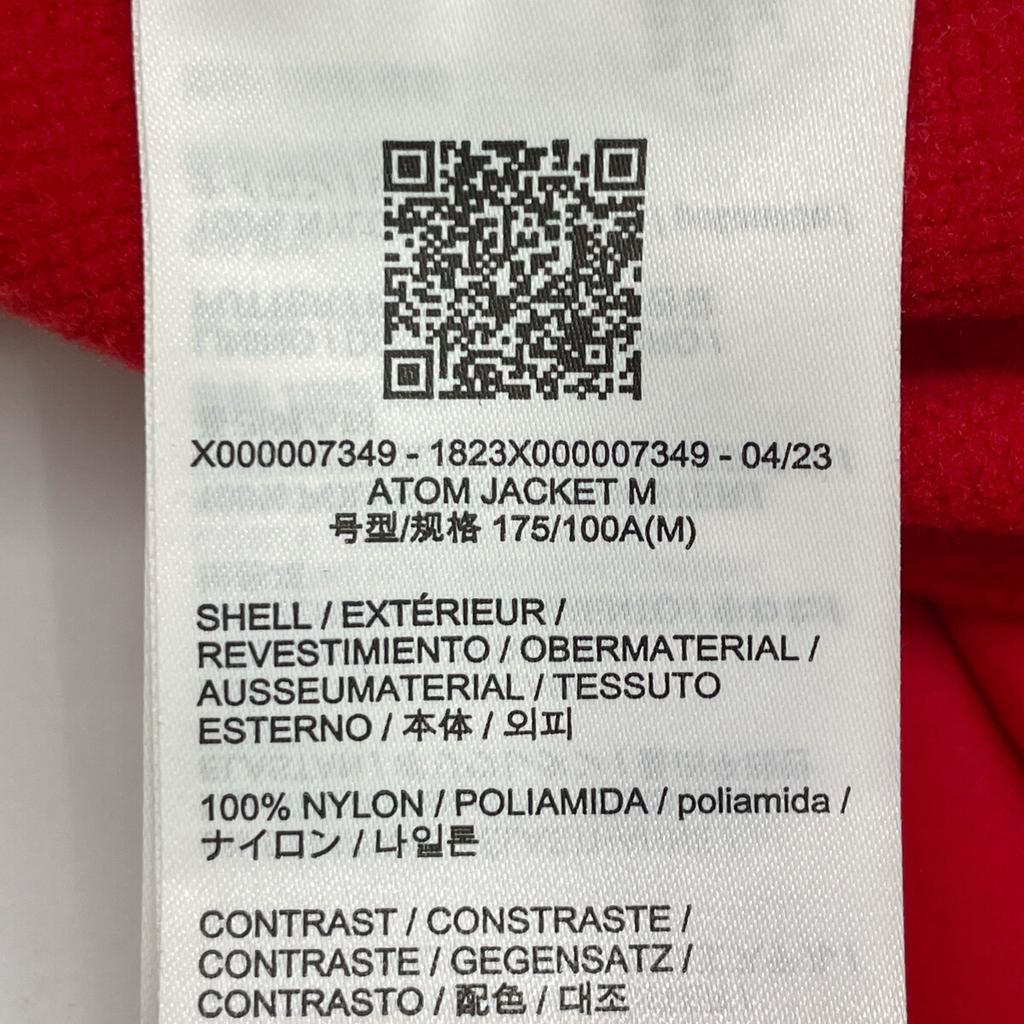 X000007349 - 1823X000007349 - 04/23
ATOM JACKET M
号型/规格 175/100A(M)
SHELL / EXTÉRIEUR /
REVESTIMIENTO / OBERMATERIAL /
AUSSEUMATERIAL / TESSUTO
ESTERNO / 本体 / 외피
100% NYLON / POLIAMIDA / poliamida /
ナイロン / 나일론
CONTRAST / CONSTRASTE /
CONTRASTE / GEGENSATZ /
CONTRASTO / 配色 / 대조